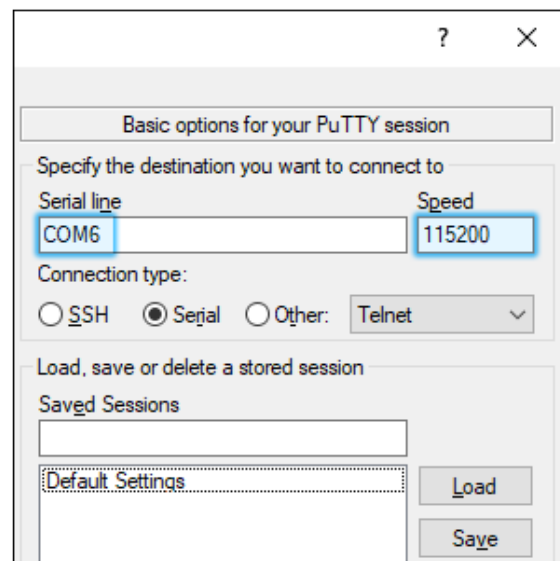 ?
Basic options for your PuTTY session
Specify the destination you want to connect to
Serial line Speed
COM6 115200
Connection type:
SSH Serial Other: Telnet
Load, save or delete a stored session
Saved Sessions
Default Settings
Load
Save